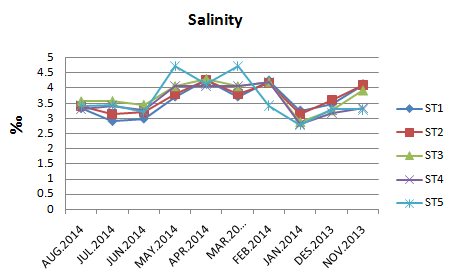 Salinity
5
4.5
4
3.5
3
2.5
2
1.5
1
0.5
0
‰
AUG.2014
JUL.2014
JUN.2014
MAY.2014
APR.2014
MAR.20...
FEB.2014
JAN.2014
DES.2013
NOV.2013
ST1
ST2
ST3
ST4
ST5